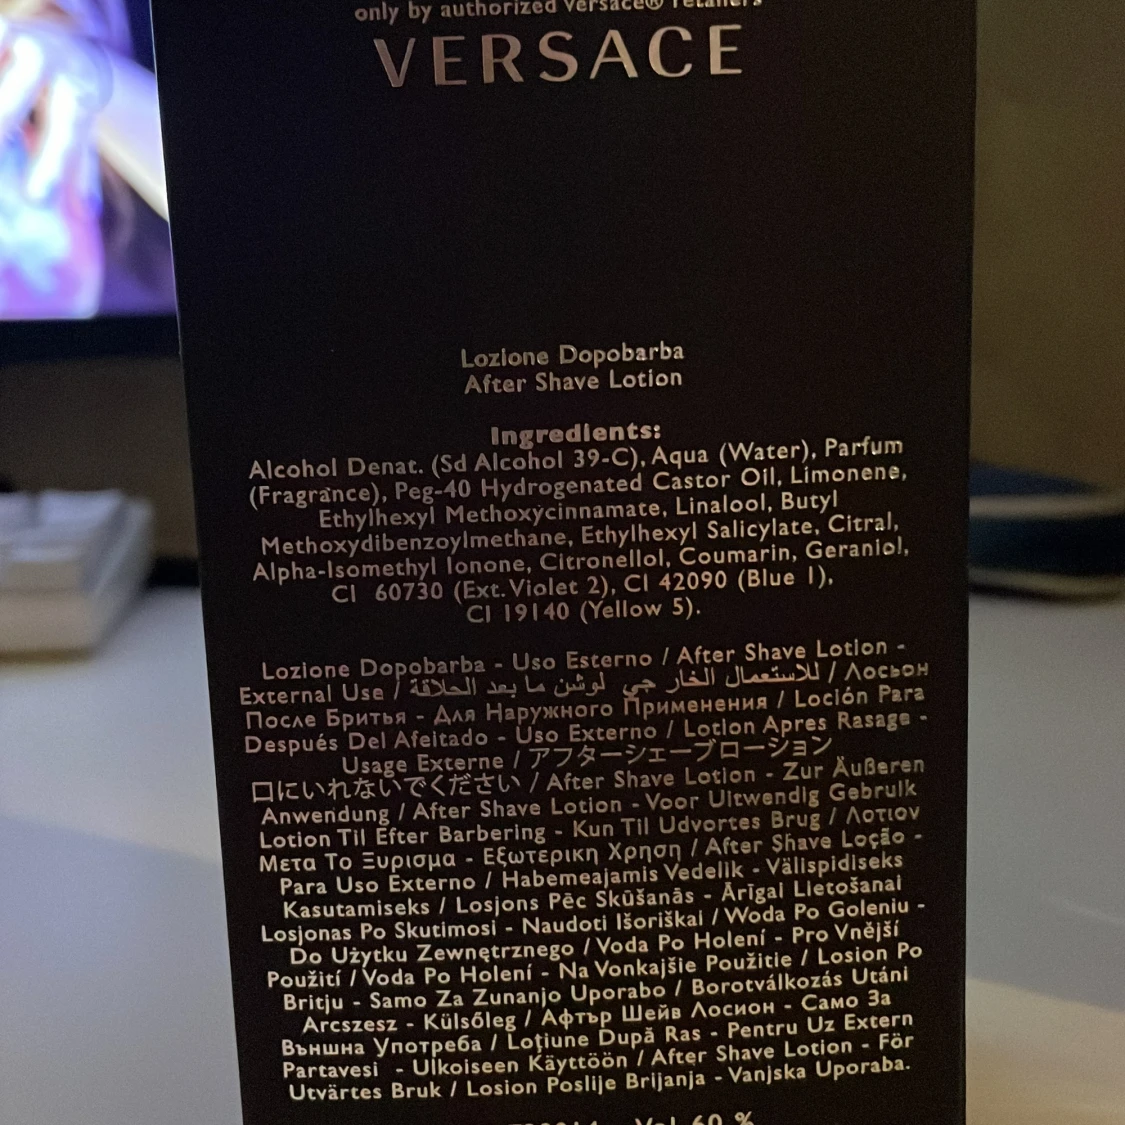 only by authorized Versace® retailers
VERSACE
Lozione Dopobarba
After Shave Lotion
Ingredients:
Alcohol Denat. (Sd Alcohol 39-C), Aqua (Water), Parfum
(Fragrance), Peg-40 Hydrogenated Castor Oil, Limonene,
Ethylhexyl Methoxycinnamate, Linalool, Butyl
Methoxydibenzoylmethane, Ethylhexyl Salicylate, Citral,
Alpha-Isomethyl Ionone, Citronellol, Coumarin, Geraniol,
CI 60730 (Ext. Violet 2), CI 42090 (Blue 1),
CI 19140 (Yellow 5).
Lozione Dopobarba - Uso Esterno / After Shave Lotion -
External Use / للاستعمال الخار جي لوشن ما بعد الحلاقة / Лосьон
После Бритья - Для Наружного Применения / Loción Para
Después Del Afeitado - Uso Externo / Lotion Apres Rasage -
Usage Externe / アフターシェーブローション
口にいれないでください / After Shave Lotion - Zur Äußeren
Anwendung / After Shave Lotion - Voor Uitwendig Gebruik
Lotion Til Efter Barbering - Kun Til Udvortes Brug / Λοτιον
Μετα Το Ξυρισμα - Εξωτερικη Χρηση / After Shave Loção -
Para Uso Externo / Habemeajamis Vedelik - Välispidiseks
Kasutamiseks / Losjons Pēc Skūšanās - Ārīgai Lietošanai
Losjonas Po Skutimosi - Naudoti Išoriškai / Woda Po Goleniu -
Do Użytku Zewnętrznego / Voda Po Holení - Pro Vnější
Použití / Voda Po Holení - Na Vonkajšie Použitie / Losion Po
Britju - Samo Za Zunanjo Uporabo / Borotválkozás Utáni
Arcszesz - Külsőleg / Афтър Шейв Лосион - Само За
Външна Употреба / Loţiune După Ras - Pentru Uz Extern
Partavesi - Ulkoiseen Käyttöön / After Shave Lotion - För
Utvärtes Bruk / Losion Poslije Brijanja - Vanjska Uporaba.
Vol 60 %